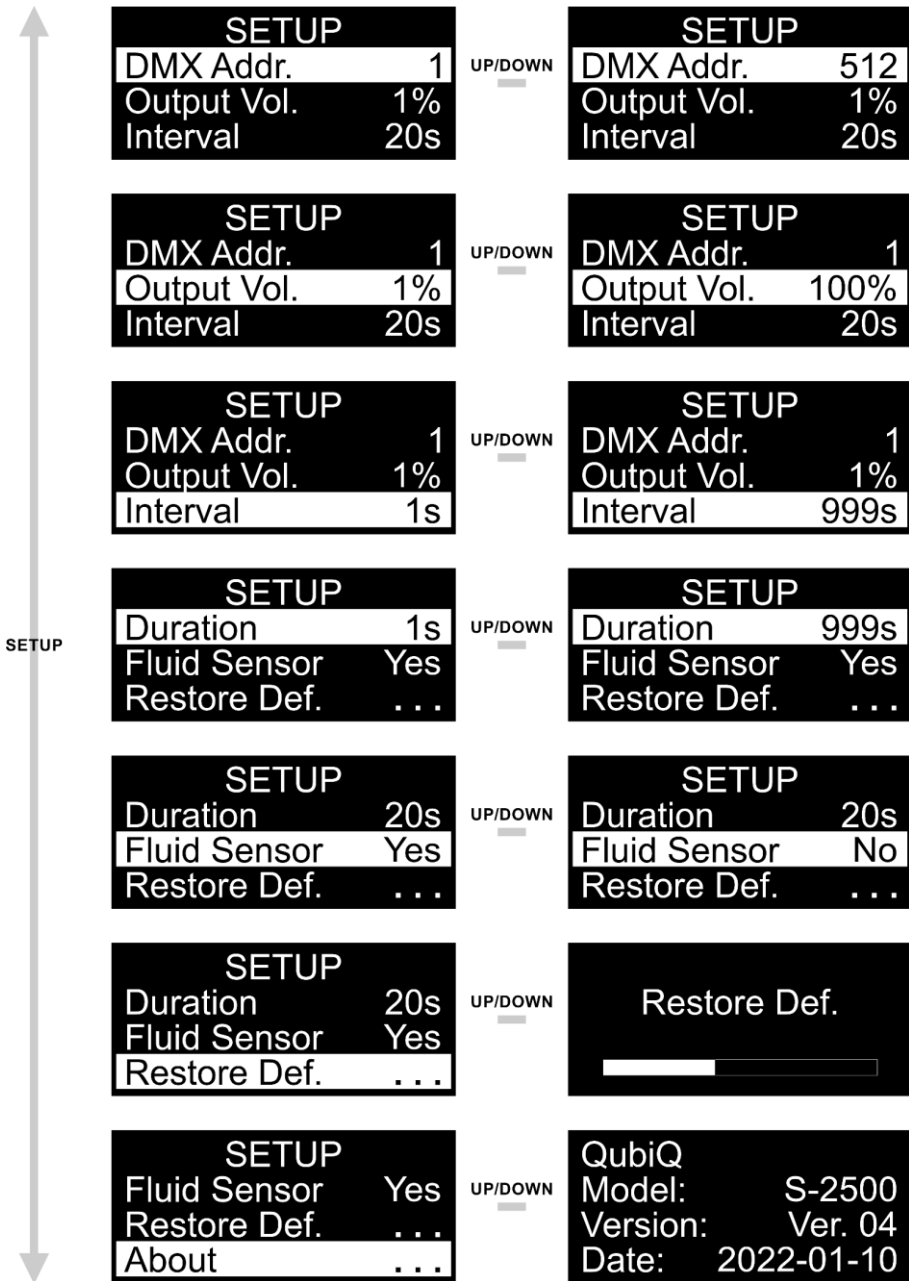 SETUP
DMX Addr. 1
Output Vol. 1%
Interval 20s
UP/DOWN
SETUP
DMX Addr. 512
Output Vol. 1%
Interval 20s
SETUP
DMX Addr. 1
Output Vol. 1%
Interval 20s
UP/DOWN
SETUP
DMX Addr. 1
Output Vol. 100%
Interval 20s
SETUP
DMX Addr. 1
Output Vol. 1%
Interval 1s
UP/DOWN
SETUP
DMX Addr. 1
Output Vol. 1%
Interval 999s
SETUP
SETUP
Duration 1s
Fluid Sensor Yes
Restore Def. ...
UP/DOWN
SETUP
Duration 999s
Fluid Sensor Yes
Restore Def. ...
SETUP
Duration 20s
Fluid Sensor Yes
Restore Def. ...
UP/DOWN
SETUP
Duration 20s
Fluid Sensor No
Restore Def. ...
SETUP
Duration 20s
Fluid Sensor Yes
Restore Def. ...
UP/DOWN
Restore Def.
SETUP
Fluid Sensor Yes
Restore Def. ...
About ...
UP/DOWN
QubiQ
Model: S-2500
Version: Ver. 04
Date: 2022-01-10